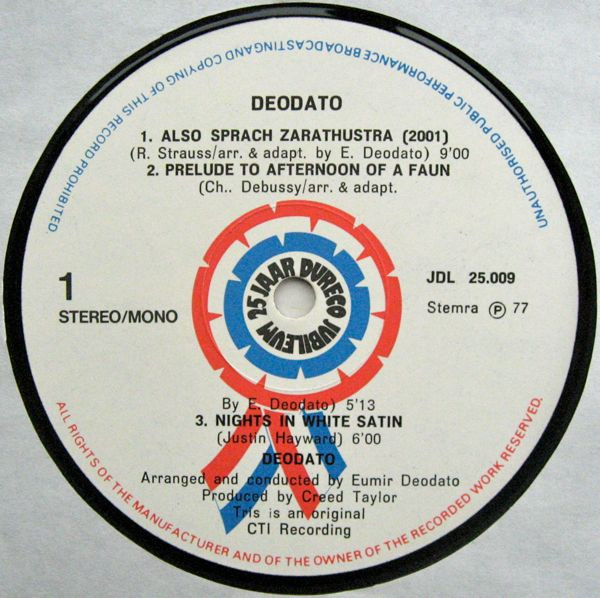 UNAUTHORISED PUBLIC PERFORMANCE BROADCASTING AND COPYING OF THIS RECORD PROHIBITED.
DEODATO
1. ALSO SPRACH ZARATHUSTRA (2001)
(R. Strauss/arr. & adapt. by E. Deodato) 9'00
2. PRELUDE TO AFTERNOON OF A FAUN
(Ch.. Debussy/arr. & adapt.
1
STEREO/MONO
25 JAAR DURECO JUBILEUM
JDL 25.009
Stemra ℗ 77
By E. Deodato) 5'13
3. NIGHTS IN WHITE SATIN
(Justin Hayward) 6'00
DEODATO
Arranged and conducted by Eumir Deodato
Produced by Creed Taylor
Tris is an original
CTI Recording
ALL RIGHTS OF THE MANUFACTURER AND OF THE OWNER OF THE RECORDED WORK RESERVED.